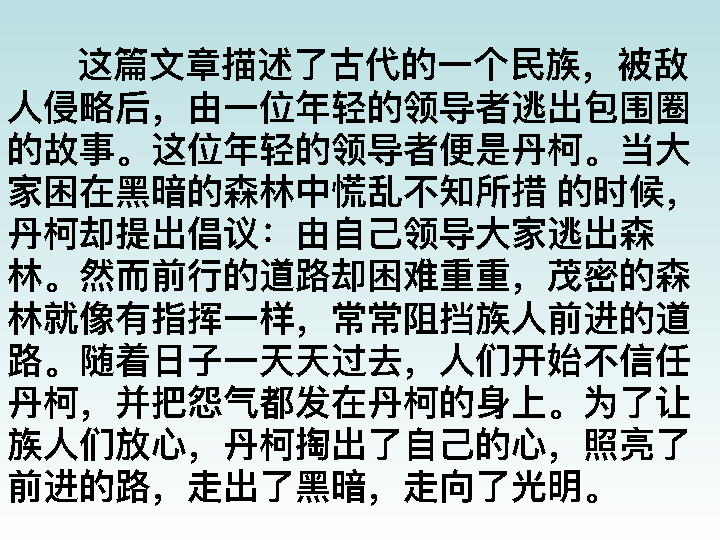 这篇文章描述了古代的一个民族，被敌
人侵略后，由一位年轻的领导者逃出包围圈
的故事。这位年轻的领导者便是丹柯。当大
家困在黑暗的森林中慌乱不知所措 的时候，
丹柯却提出倡议：由自己领导大家逃出森
林。然而前行的道路却困难重重，茂密的森
林就像有指挥一样，常常阻挡族人前进的道
路。随着日子一天天过去，人们开始不信任
丹柯，并把怨气都发在丹柯的身上。为了让
族人们放心，丹柯掏出了自己的心，照亮了
前进的路，走出了黑暗，走向了光明。